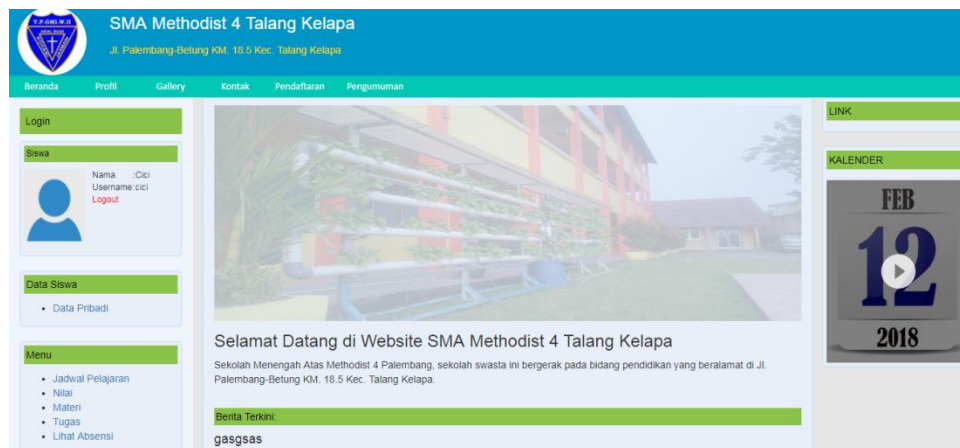 Y.P.GMI.W.II
SMA Methodist 4 Talang Kelapa
Jl. Palembang-Betung KM. 18.5 Kec. Talang Kelapa
Beranda Profil Gallery Kontak Pendaftaran Pengumuman
Login
Siswa
Nama :Cici
Username:cici
Logout
Data Siswa
Data Pribadi
Menu
Jadwal Pelajaran
Nilai
Materi
Tugas
Lihat Absensi
Selamat Datang di Website SMA Methodist 4 Talang Kelapa
Sekolah Menengah Atas Methodist 4 Palembang, sekolah swasta ini bergerak pada bidang pendidikan yang beralamat di Jl.
Palembang-Betung KM. 18.5 Kec. Talang Kelapa.
Berita Terkini:
gasgsas
LINK
KALENDER
FEB
12
2018